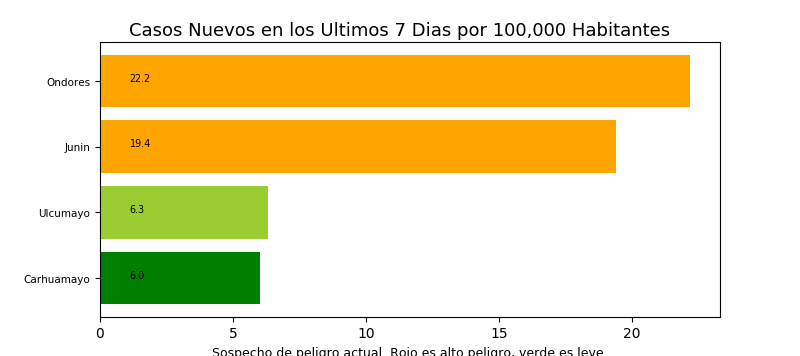 Casos Nuevos en los Ultimos 7 Dias por 100,000 Habitantes
Ondores 22.2
Junin 19.4
Ulcumayo 6.3
Carhuamayo 6.0
0 5 10 15 20
Sospecho de peligro actual. Rojo es alto peligro, verde es leve